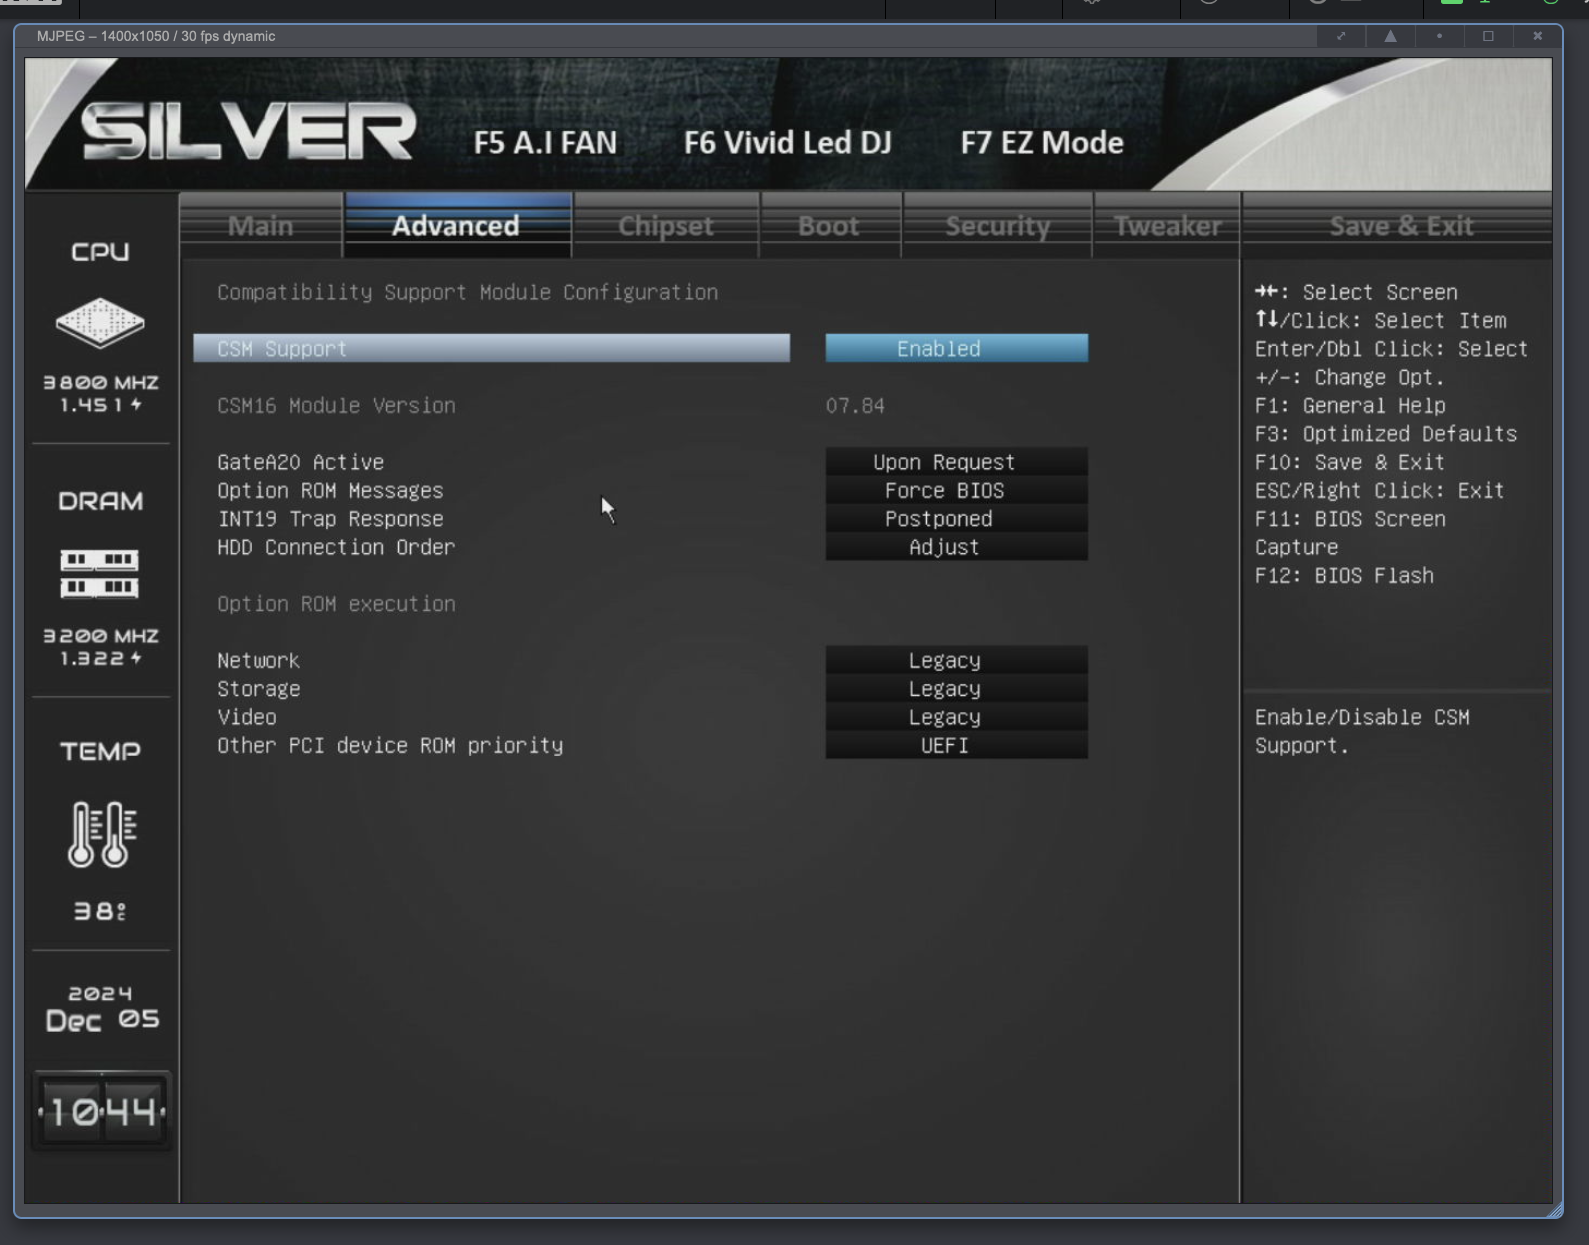 MJPEG – 1400x1050 / 30 fps dynamic
SILVER
F5 A.I FAN
F6 Vivid Led DJ
F7 EZ Mode
Main
Advanced
Chipset
Boot
Security
Tweaker
Save & Exit
CPU
3800 MHZ
1.451
DRAM
3200 MHZ
1.322
TEMP
38°C
2024
Dec 05
10:44
Compatibility Support Module Configuration
CSM Support Enabled
CSM16 Module Version 07.84
GateA20 Active Upon Request
Option ROM Messages Force BIOS
INT19 Trap Response Postponed
HDD Connection Order Adjust
Option ROM execution
Network Legacy
Storage Legacy
Video Legacy
Other PCI device ROM priority UEFI
→←: Select Screen
↑↓/Click: Select Item
Enter/Dbl Click: Select
+/-: Change Opt.
F1: General Help
F3: Optimized Defaults
F10: Save & Exit
ESC/Right Click: Exit
F11: BIOS Screen
Capture
F12: BIOS Flash
Enable/Disable CSM
Support.